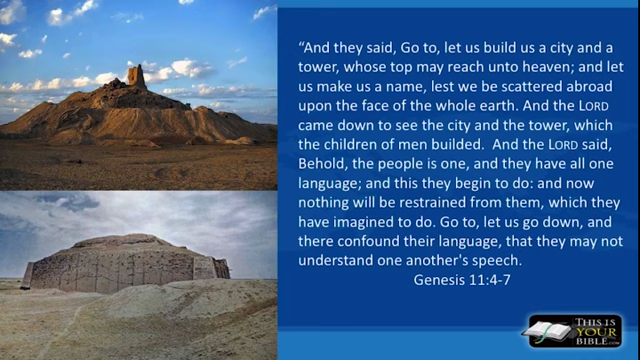 “And they said, Go to, let us build us a city and a
tower, whose top may reach unto heaven; and let
us make us a name, lest we be scattered abroad
upon the face of the whole earth. And the LORD
came down to see the city and the tower, which
the children of men builded.  And the LORD said,
Behold, the people is one, and they have all one
language; and this they begin to do: and now
nothing will be restrained from them, which they
have imagined to do. Go to, let us go down, and
there confound their language, that they may not
understand one another's speech.
Genesis 11:4-7
THIS IS
YOUR
BIBLE.com